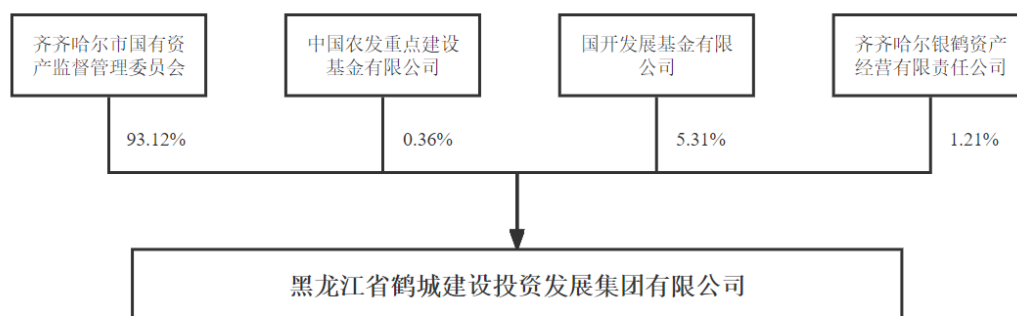 齐齐哈尔市国有资
产监督管理委员会
中国农发重点建设
基金有限公司
国开发展基金有限
公司
齐齐哈尔银鹤资产
经营有限责任公司
93.12%
0.36%
5.31%
1.21%
黑龙江省鹤城建设投资发展集团有限公司